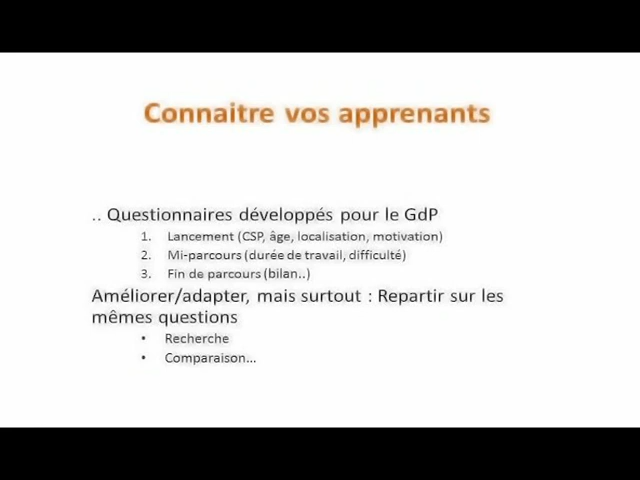 Connaitre vos apprenants
.. Questionnaires développés pour le GdP
1. Lancement (CSP, âge, localisation, motivation)
2. Mi-parcours (durée de travail, difficulté)
3. Fin de parcours (bilan..)
Améliorer/adapter, mais surtout : Repartir sur les
mêmes questions
• Recherche
• Comparaison...